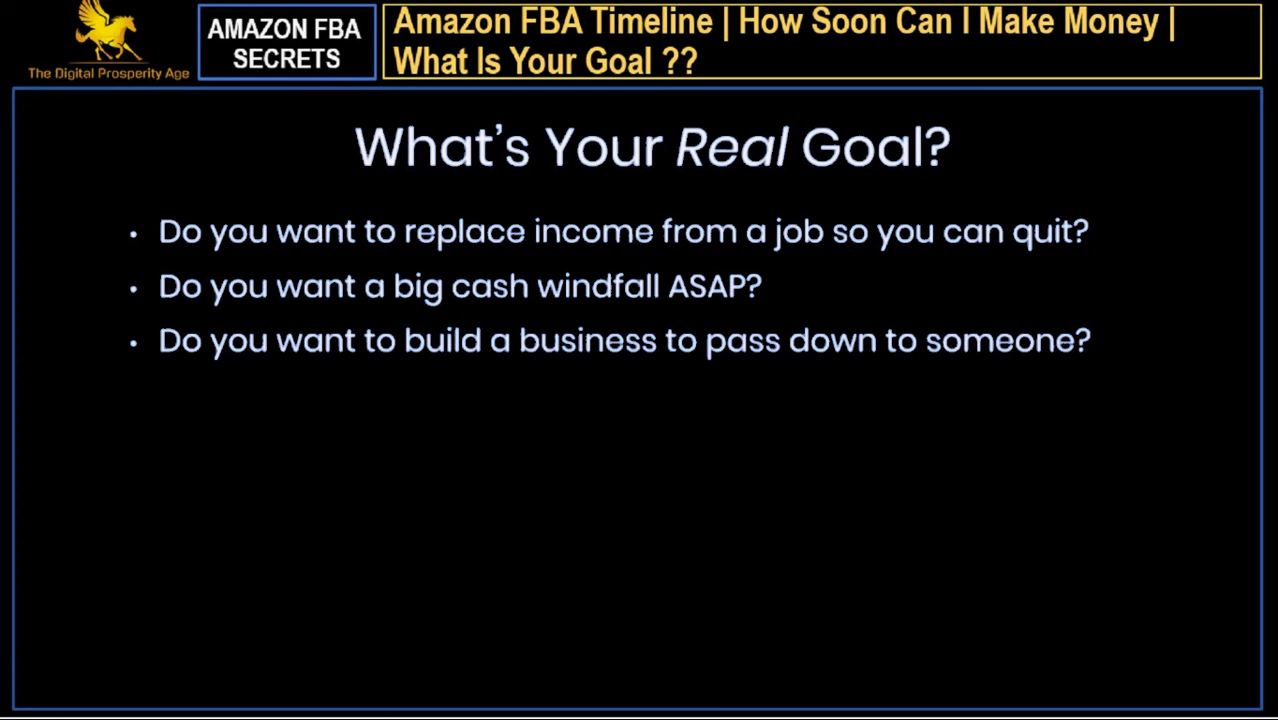 The Digital Prosperity Age
AMAZON FBA
SECRETS
Amazon FBA Timeline | How Soon Can I Make Money |
What Is Your Goal ??
What's Your Real Goal?
• Do you want to replace income from a job so you can quit?
• Do you want a big cash windfall ASAP?
• Do you want to build a business to pass down to someone?